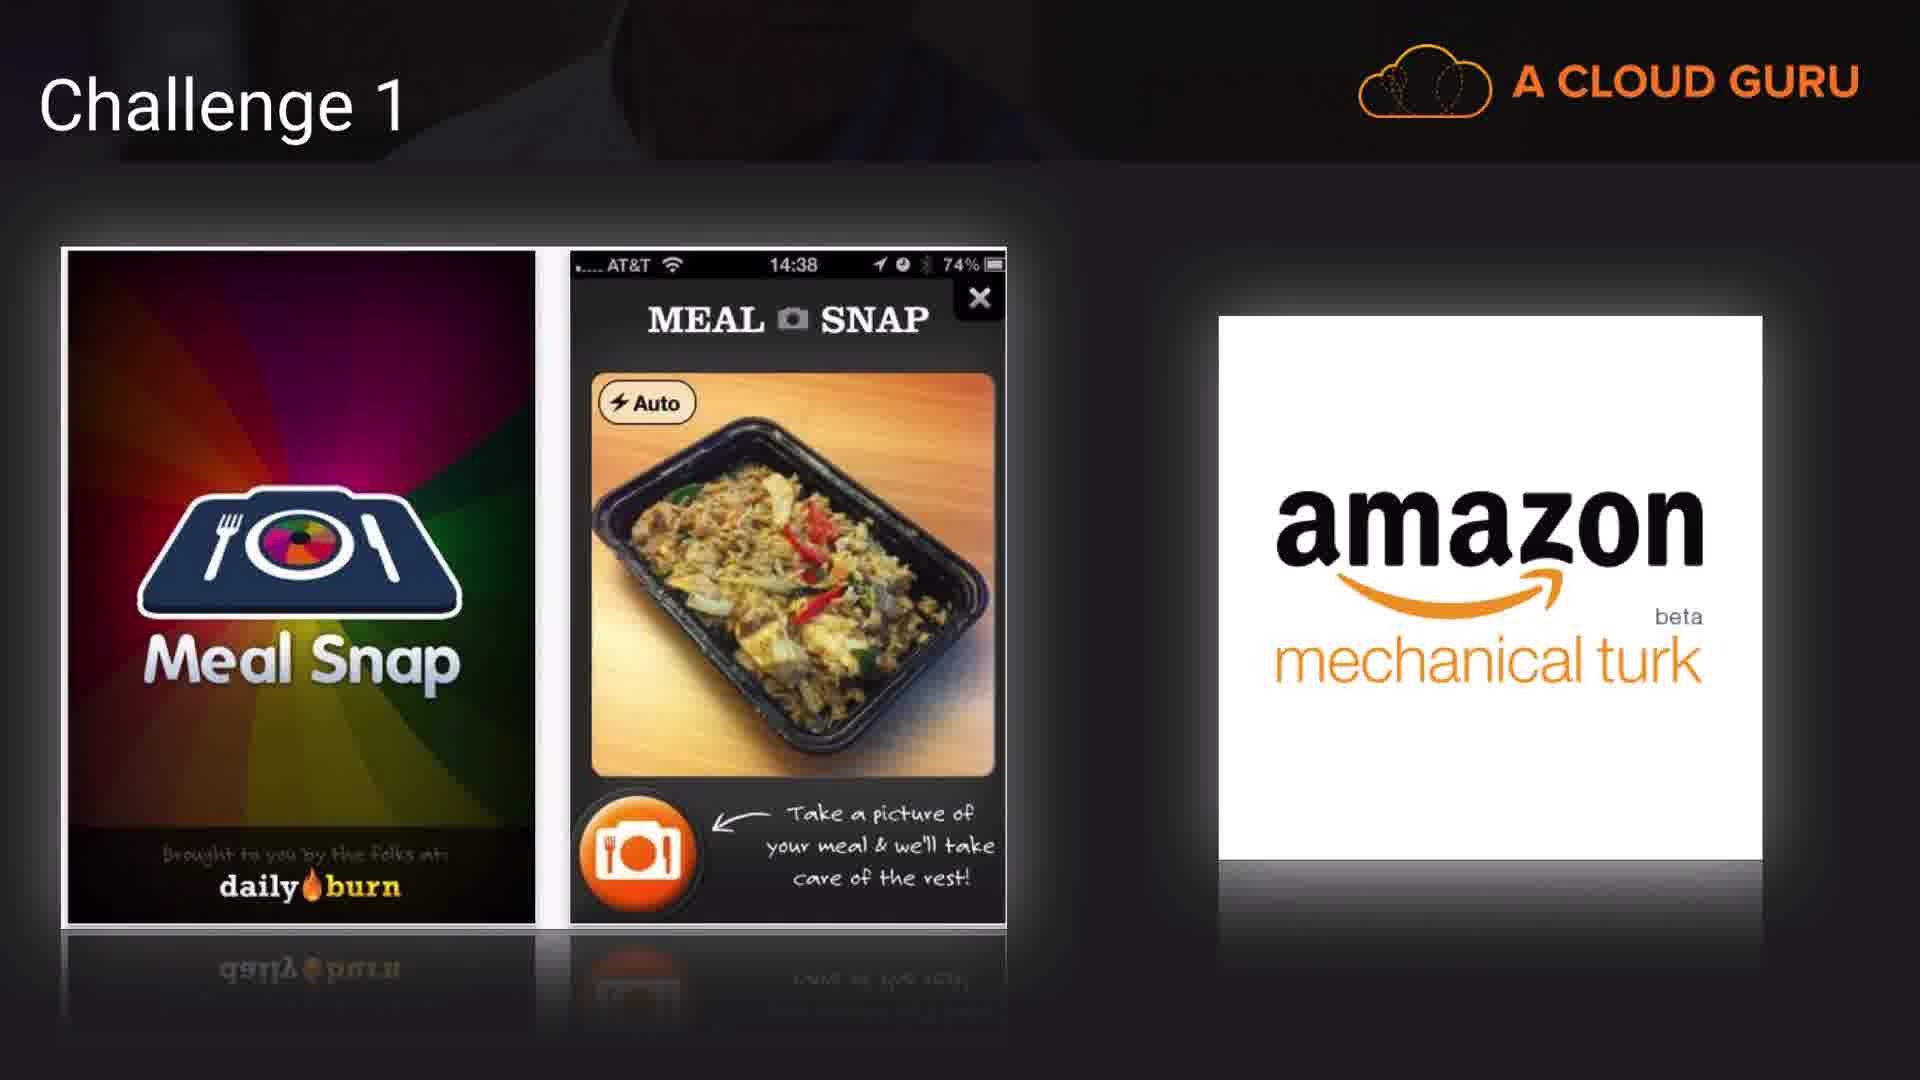 Challenge 1
A CLOUD GURU
Meal Snap
Brought to you by the folks at:
daily burn
AT&T 14:38 74%
MEAL SNAP
Auto
Take a picture of
your meal & we'll take
care of the rest!
amazon
beta
mechanical turk